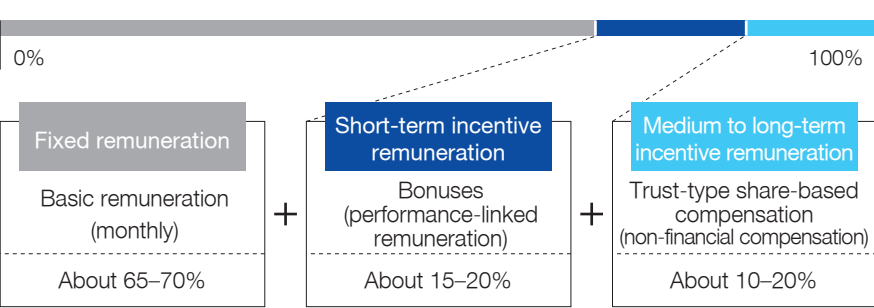 0%
100%
Fixed remuneration
Basic remuneration
(monthly)
About 65–70%
+
Short-term incentive
remuneration
Bonuses
(performance-linked
remuneration)
About 15–20%
+
Medium to long-term
incentive remuneration
Trust-type share-based
compensation
(non-financial compensation)
About 10–20%